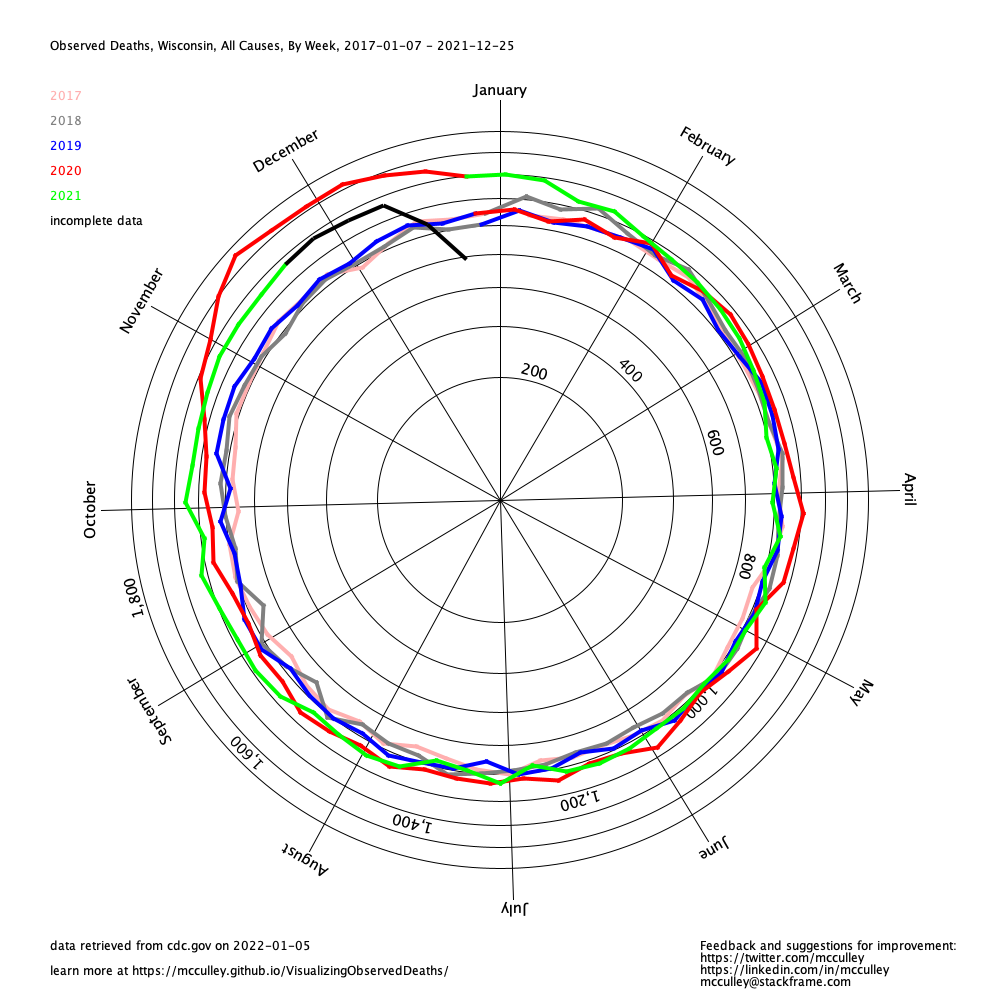 Observed Deaths, Wisconsin, All Causes, By Week, 2017-01-07 - 2021-12-25
January
2017
2018
2019
2020
2021
incomplete data
December
February
November
March
200
400
600
October
April
800
1,800
September
May
1,000
1,600
1,400
1,200
August
June
July
data retrieved from cdc.gov on 2022-01-05
learn more at https://mcculley.github.io/VisualizingObservedDeaths/
Feedback and suggestions for improvement:
https://twitter.com/mcculley
https://linkedin.com/in/mcculley
mcculley@stackframe.com